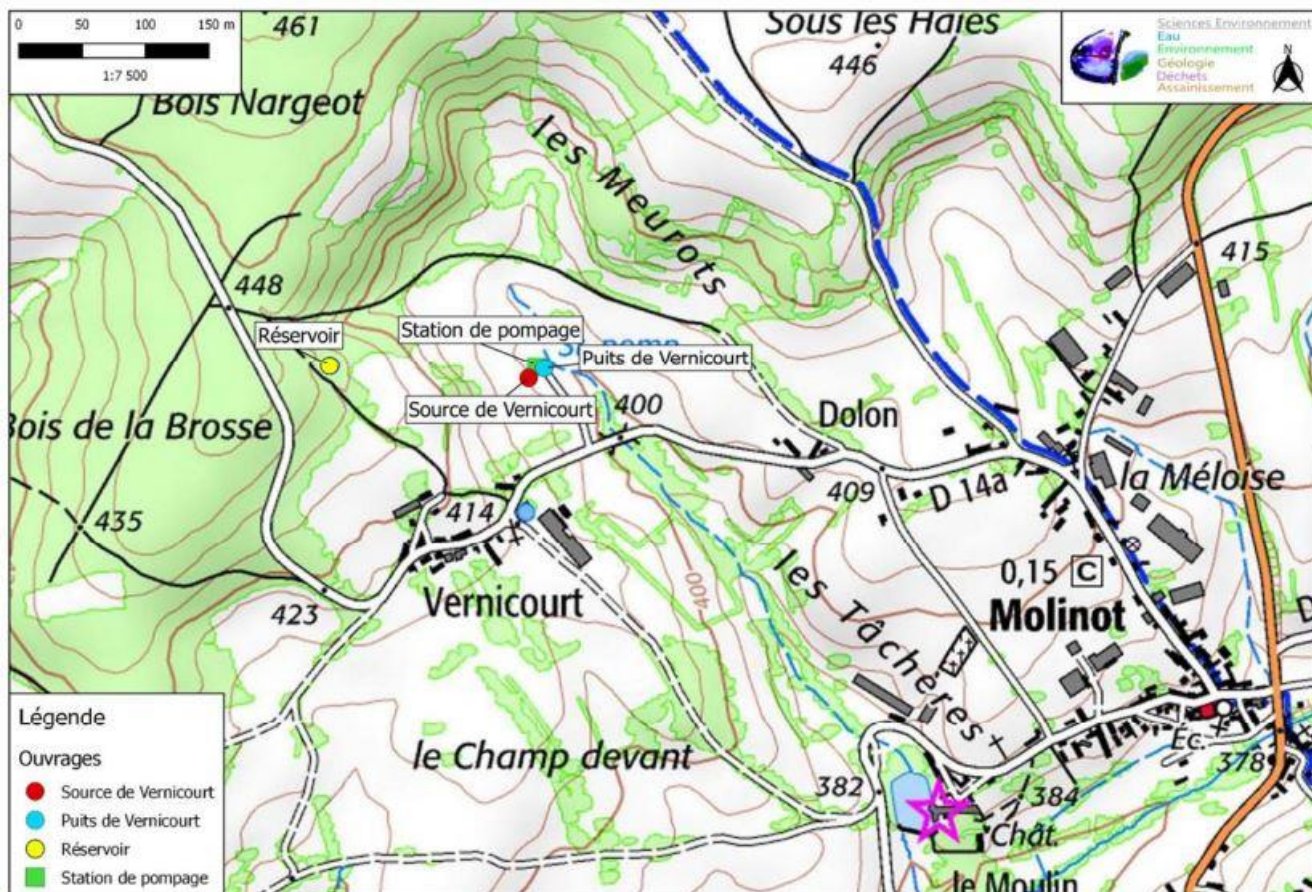 0 50 100 150 m
1:7 500
461
Sous les Haies
446
Sciences Environnement
Eau
Environnement
Géologie
Déchets
Assainissement
N
Bois Nargeot
les Meurots
415
448
Réservoir
Station de pompage
Puits de Vernicourt
Source de Vernicourt
400
Bois de la Brosse
Dolon
la Méloise
409
D 14a
435
414
0,15 C
Molinot
400
les Tâchères
423
Vernicourt
le Champ devant
Éc.
378
382
384
Chât.
le Moulin
Légende
Ouvrages
Source de Vernicourt
Puits de Vernicourt
Réservoir
Station de pompage